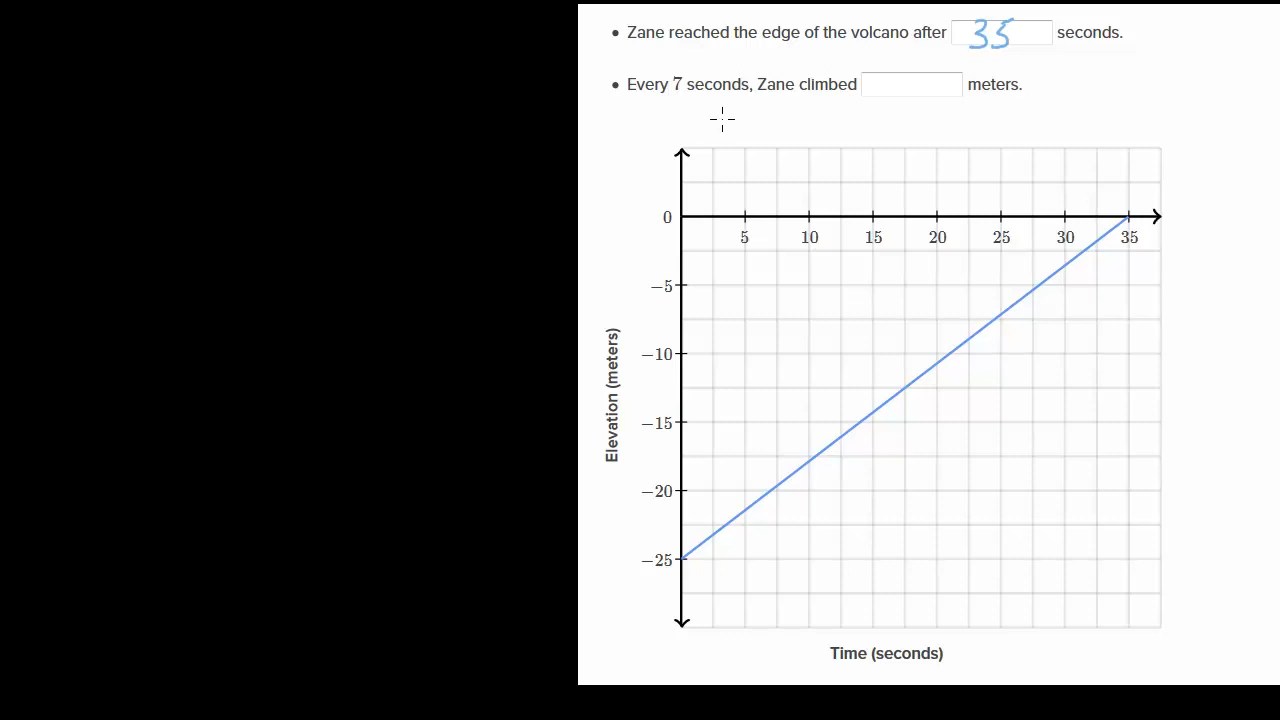 • Zane reached the edge of the volcano after 35 seconds.
• Every 7 seconds, Zane climbed meters.
0
5 10 15 20 25 30 35
−5
−10
−15
−20
−25
Elevation (meters)
Time (seconds)